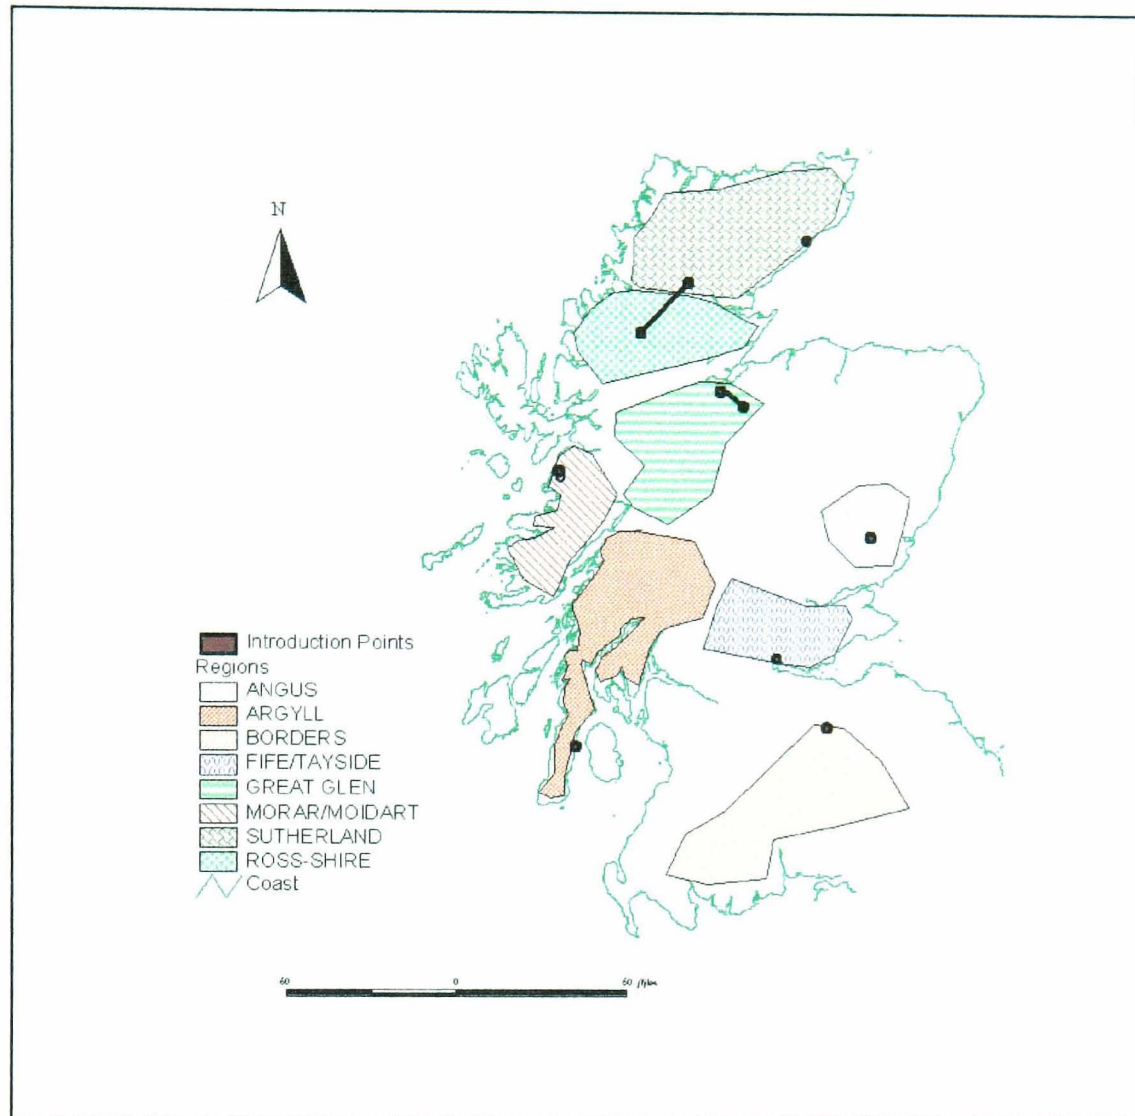 N
Introduction Points
Regions
ANGUS
ARGYLL
BORDERS
FIFE/TAYSIDE
GREAT GLEN
MORAR/MOIDART
SUTHERLAND
ROSS-SHIRE
Coast
60 0 60 Miles